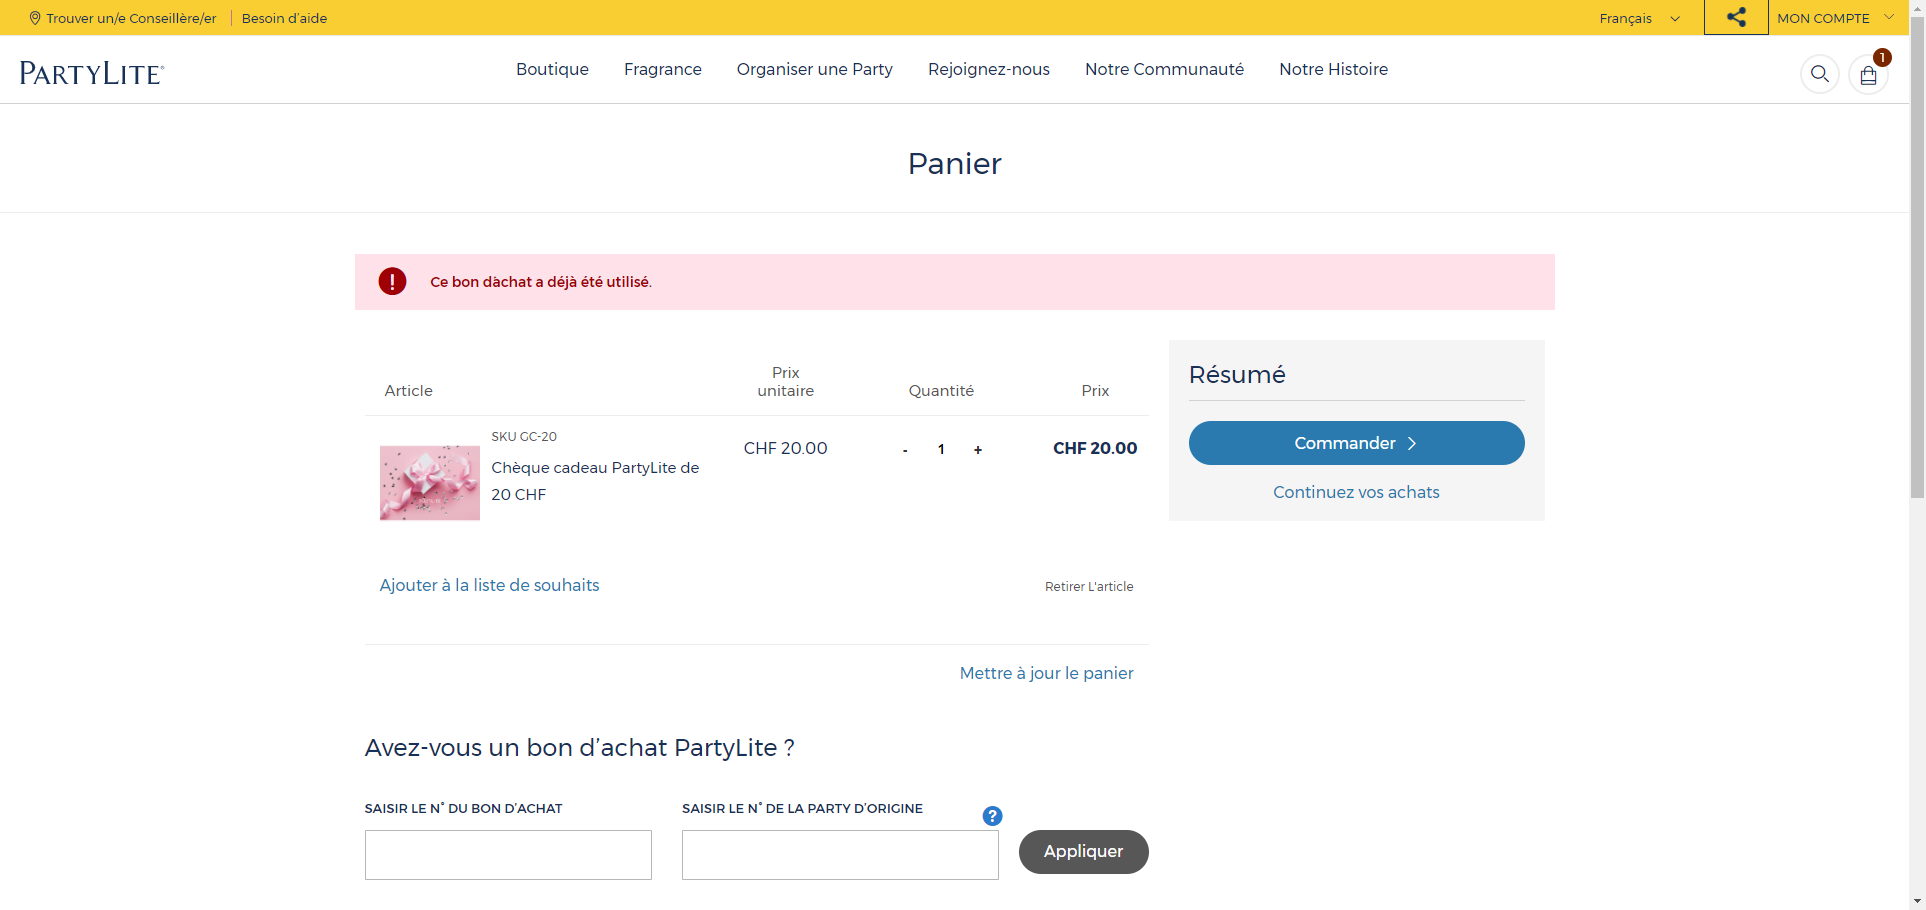 Trouver un/e Conseillère/er
Besoin d'aide
Français
MON COMPTE
PARTYLITE®
Boutique
Fragrance
Organiser une Party
Rejoignez-nous
Notre Communauté
Notre Histoire
1
Panier
Ce bon d'achat a déjà été utilisé.
Article
Prix
unitaire
Quantité
Prix
SKU GC-20
Chèque cadeau PartyLite de
20 CHF
CHF 20.00
- 1 +
CHF 20.00
Ajouter à la liste de souhaits
Retirer L'article
Mettre à jour le panier
Résumé
Commander
Continuez vos achats
Avez-vous un bon d’achat PartyLite ?
SAISIR LE N° DU BON D’ACHAT
SAISIR LE N° DE LA PARTY D’ORIGINE
?
Appliquer